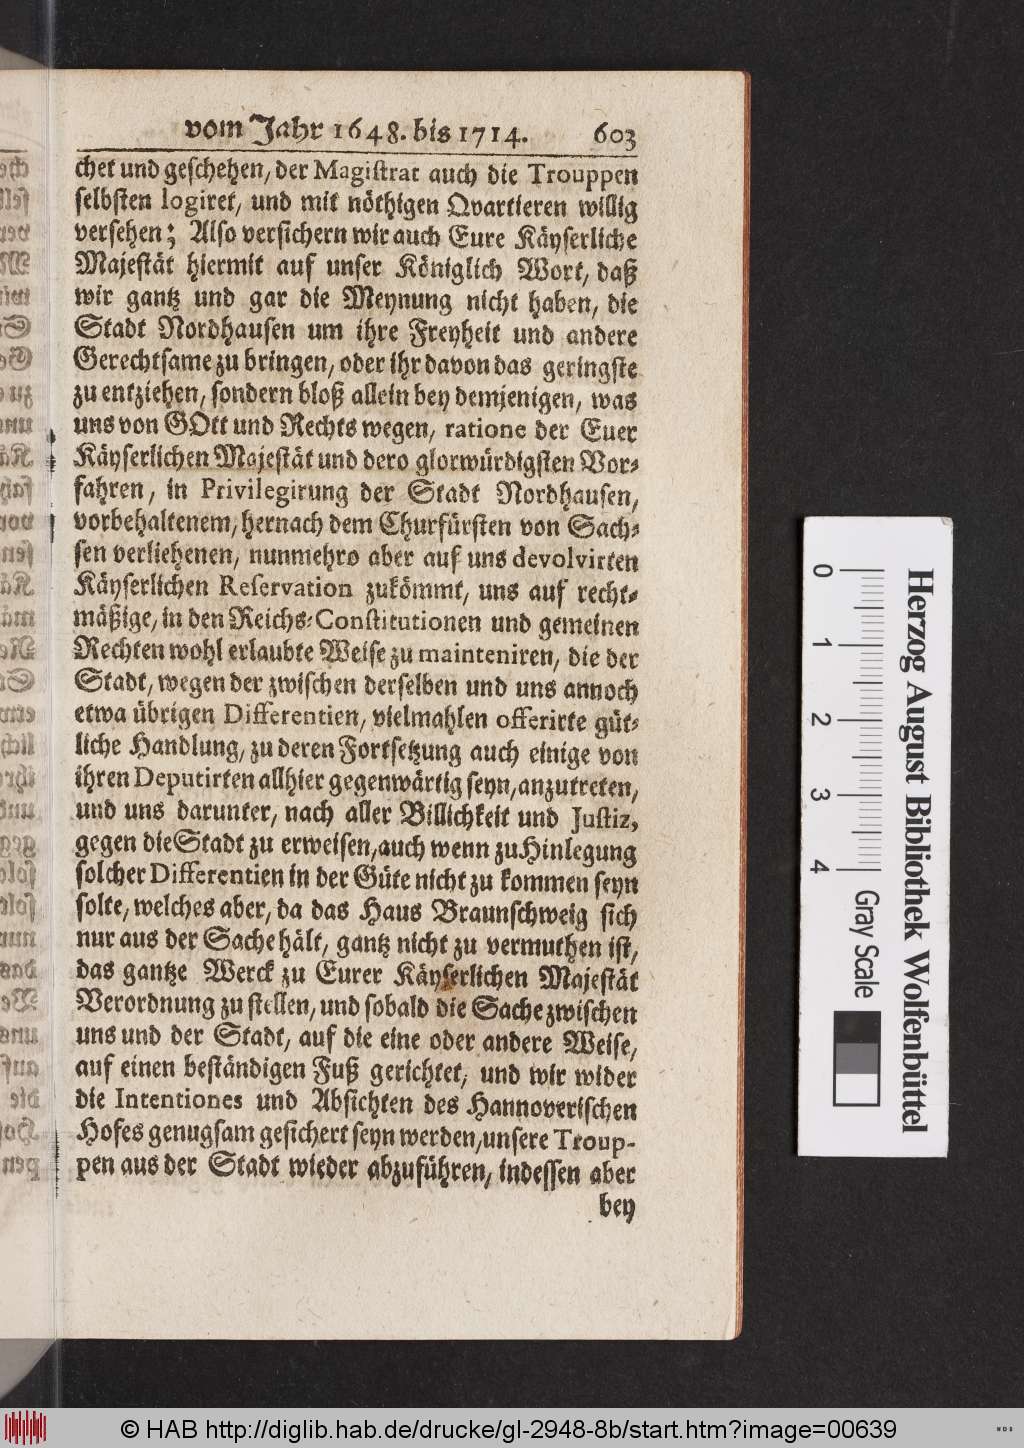 vom Jahr 1648. bis 1714. 603
chet und geschehen, der Magistrat auch die Trouppen
selbsten logiret, und mit nöthigen Qvartieren willig
versehen; Also versichern wir auch Eure Käyserliche
Majestät hiermit auf unser Königlich Wort, daß
wir gantz und gar die Meynung nicht haben, die
Stadt Nordhausen um ihre Freyheit und andere
Gerechtsame zu bringen, oder ihr davon das geringste
zu entziehen, sondern bloß allein bey demjenigen, was
uns von GOtt und Rechts wegen, ratione der Euer
Käyserlichen Majestät und dero glorwürdigsten Vor-
fahren, in Privilegirung der Stadt Nordhausen,
vorbehaltenem, hernach dem Churfürsten von Sach-
sen verliehenen, nunmehro aber auf uns devolvirten
Käyserlichen Reservation zukömmt, uns auf recht-
mäßige, in den Reichs-Constitutionen und gemeinen
Rechten wohl erlaubte Weise zu mainteniren, die der
Stadt, wegen der zwischen derselben und uns annoch
etwa übrigen Differentien, vielmahlen offerirte güt-
liche Handlung, zu deren Fortsetzung auch einige von
ihren Deputirten allhier gegenwärtig seyn, anzutreten,
und uns darunter, nach aller Billichkeit und Justiz,
gegen die Stadt zu erweisen, auch wenn zu Hinlegung
solcher Differentien in der Güte nicht zu kommen seyn
solte, welches aber, da das Haus Braunschweig sich
nur aus der Sache hält, gantz nicht zu vermuthen ist,
das gantze Werck zu Eurer Käyserlichen Majestät
Verordnung zu stellen, und sobald die Sache zwischen
uns und der Stadt, auf die eine oder andere Weise,
auf einen beständigen Fuß gerichtet, und wir wider
die Intentiones und Absichten des Hannoverischen
Hofes genugsam gesichert seyn werden, unsere Troup-
pen aus der Stadt wieder abzuführen, indessen aber
bey
Herzog August Bibliothek Wolfenbüttel
0 1 2 3 4
Gray Scale
© HAB http://diglib.hab.de/drucke/gl-2948-8b/start.htm?image=00639